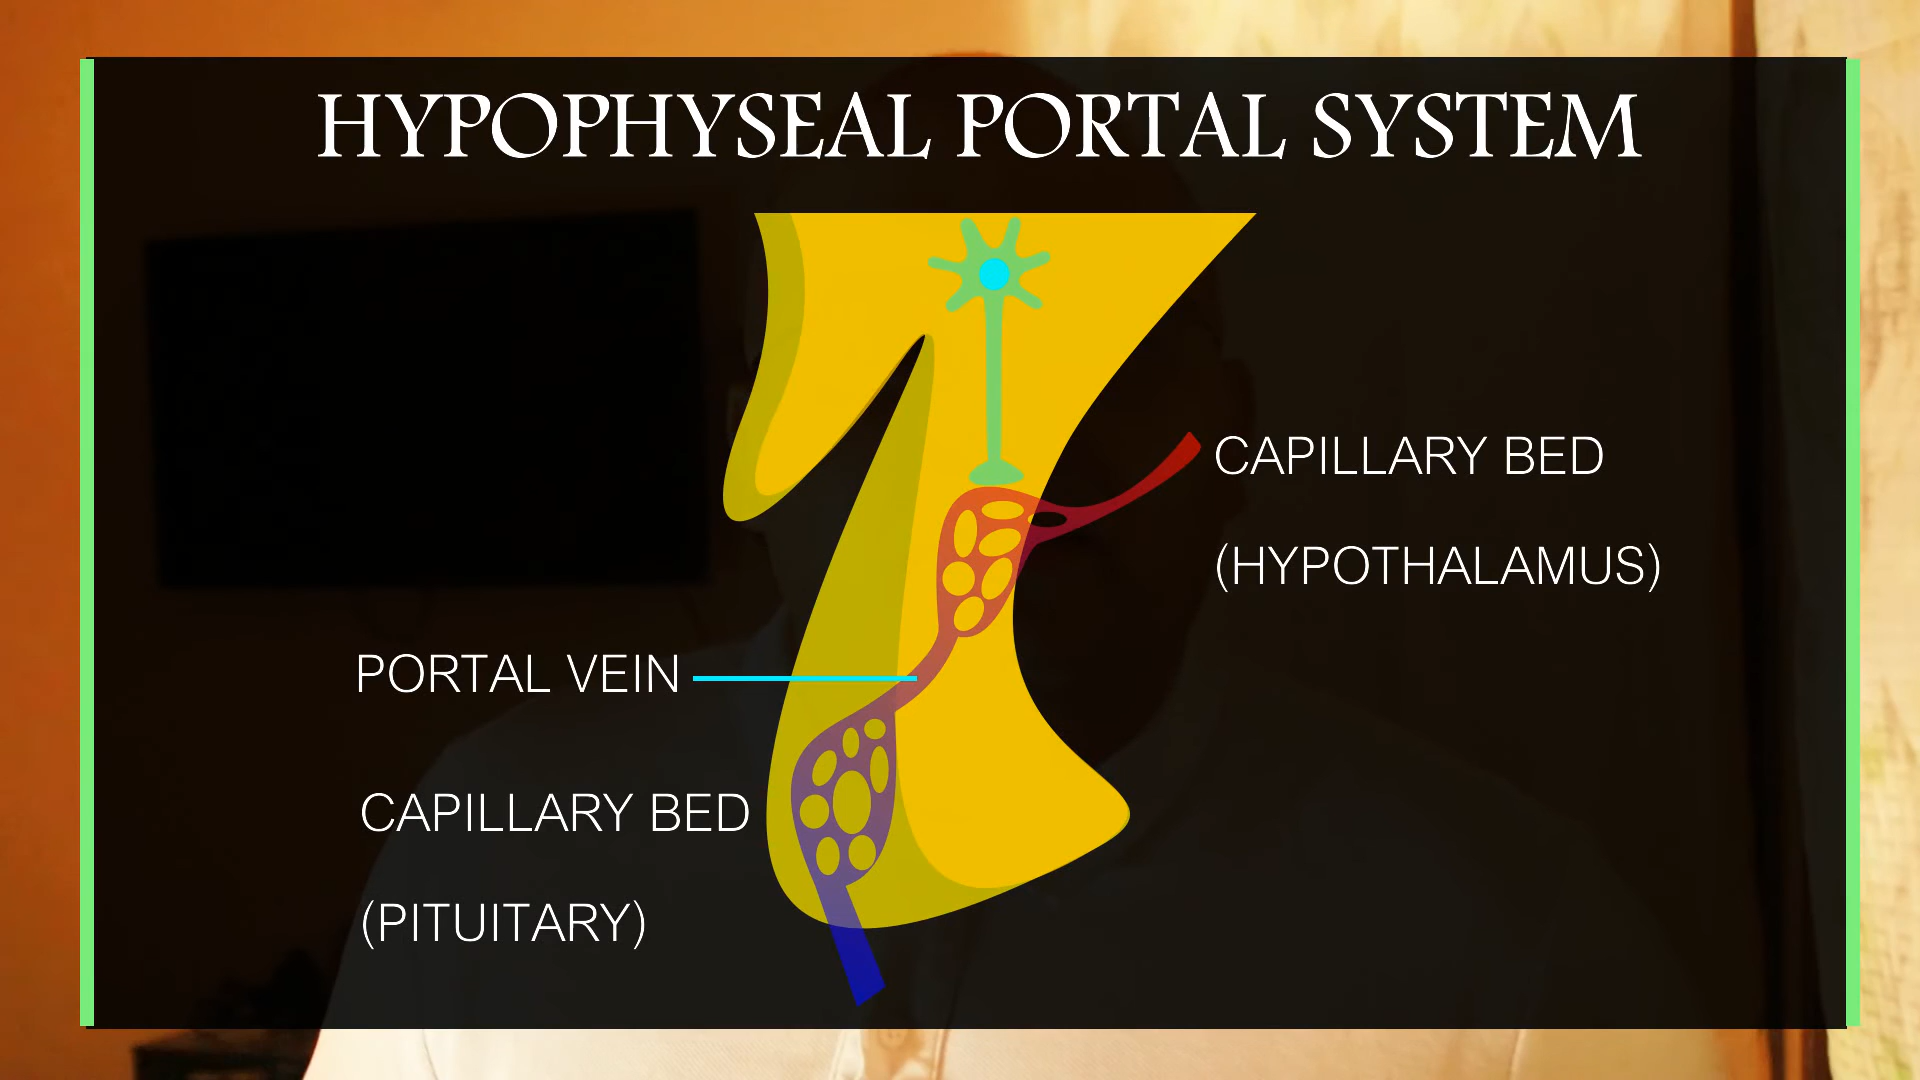 HYPOPHYSEAL PORTAL SYSTEM
CAPILLARY BED
(HYPOTHALAMUS)
PORTAL VEIN
CAPILLARY BED
(PITUITARY)